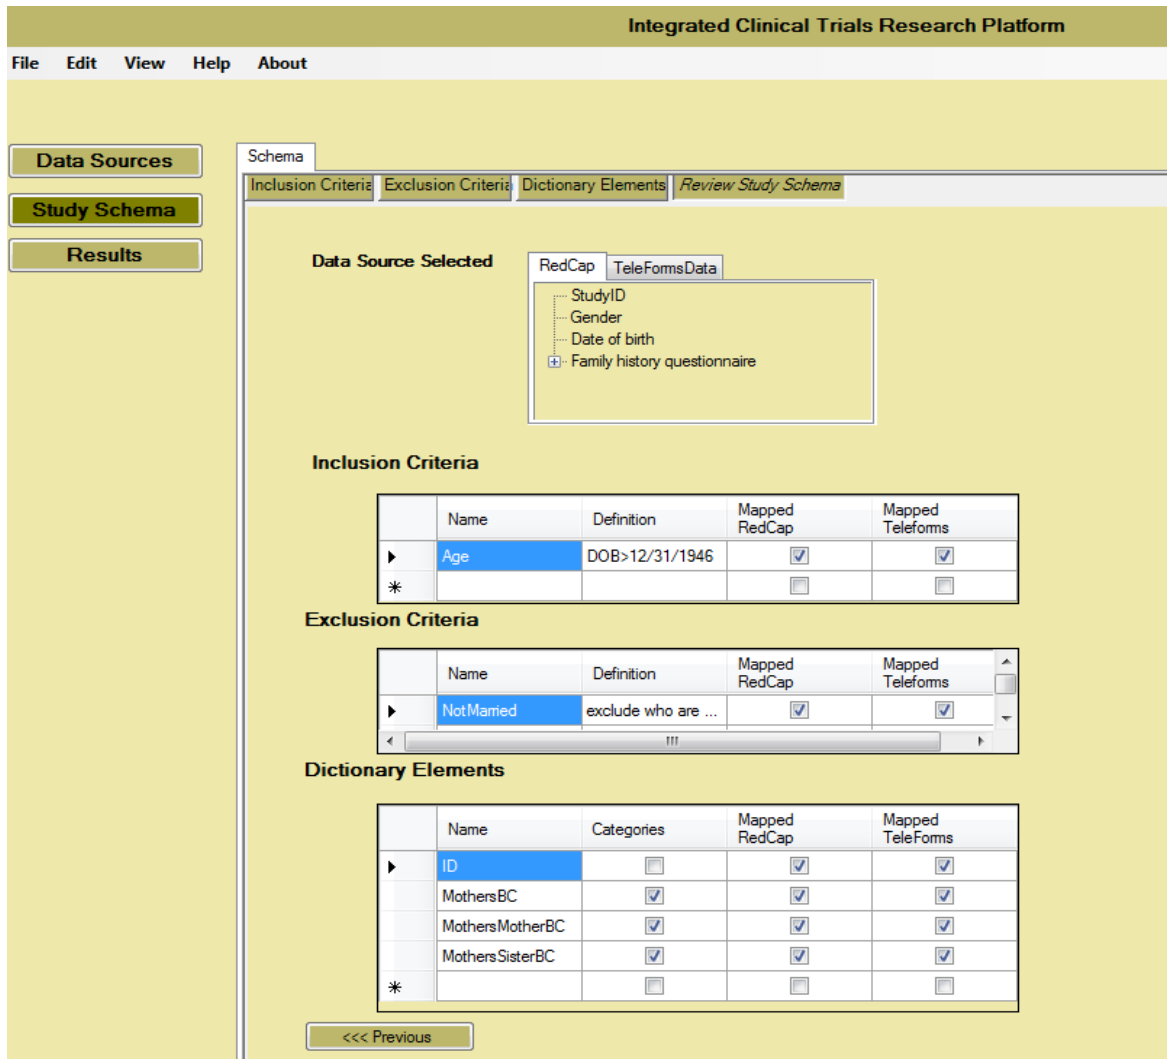 Integrated Clinical Trials Research Platform
File Edit View Help About
Data Sources
Study Schema
Results
Schema
Inclusion Criteria Exclusion Criteria Dictionary Elements Review Study Schema
Data Source Selected
RedCap TeleFormsData
StudyID
Gender
Date of birth
Family history questionnaire
Inclusion Criteria
Name Definition Mapped RedCap Mapped Teleforms
Age DOB>12/31/1946
Exclusion Criteria
Name Definition Mapped RedCap Mapped Teleforms
NotMarried exclude who are ...
Dictionary Elements
Name Categories Mapped RedCap Mapped TeleForms
ID
MothersBC
MothersMotherBC
MothersSisterBC
<<< Previous